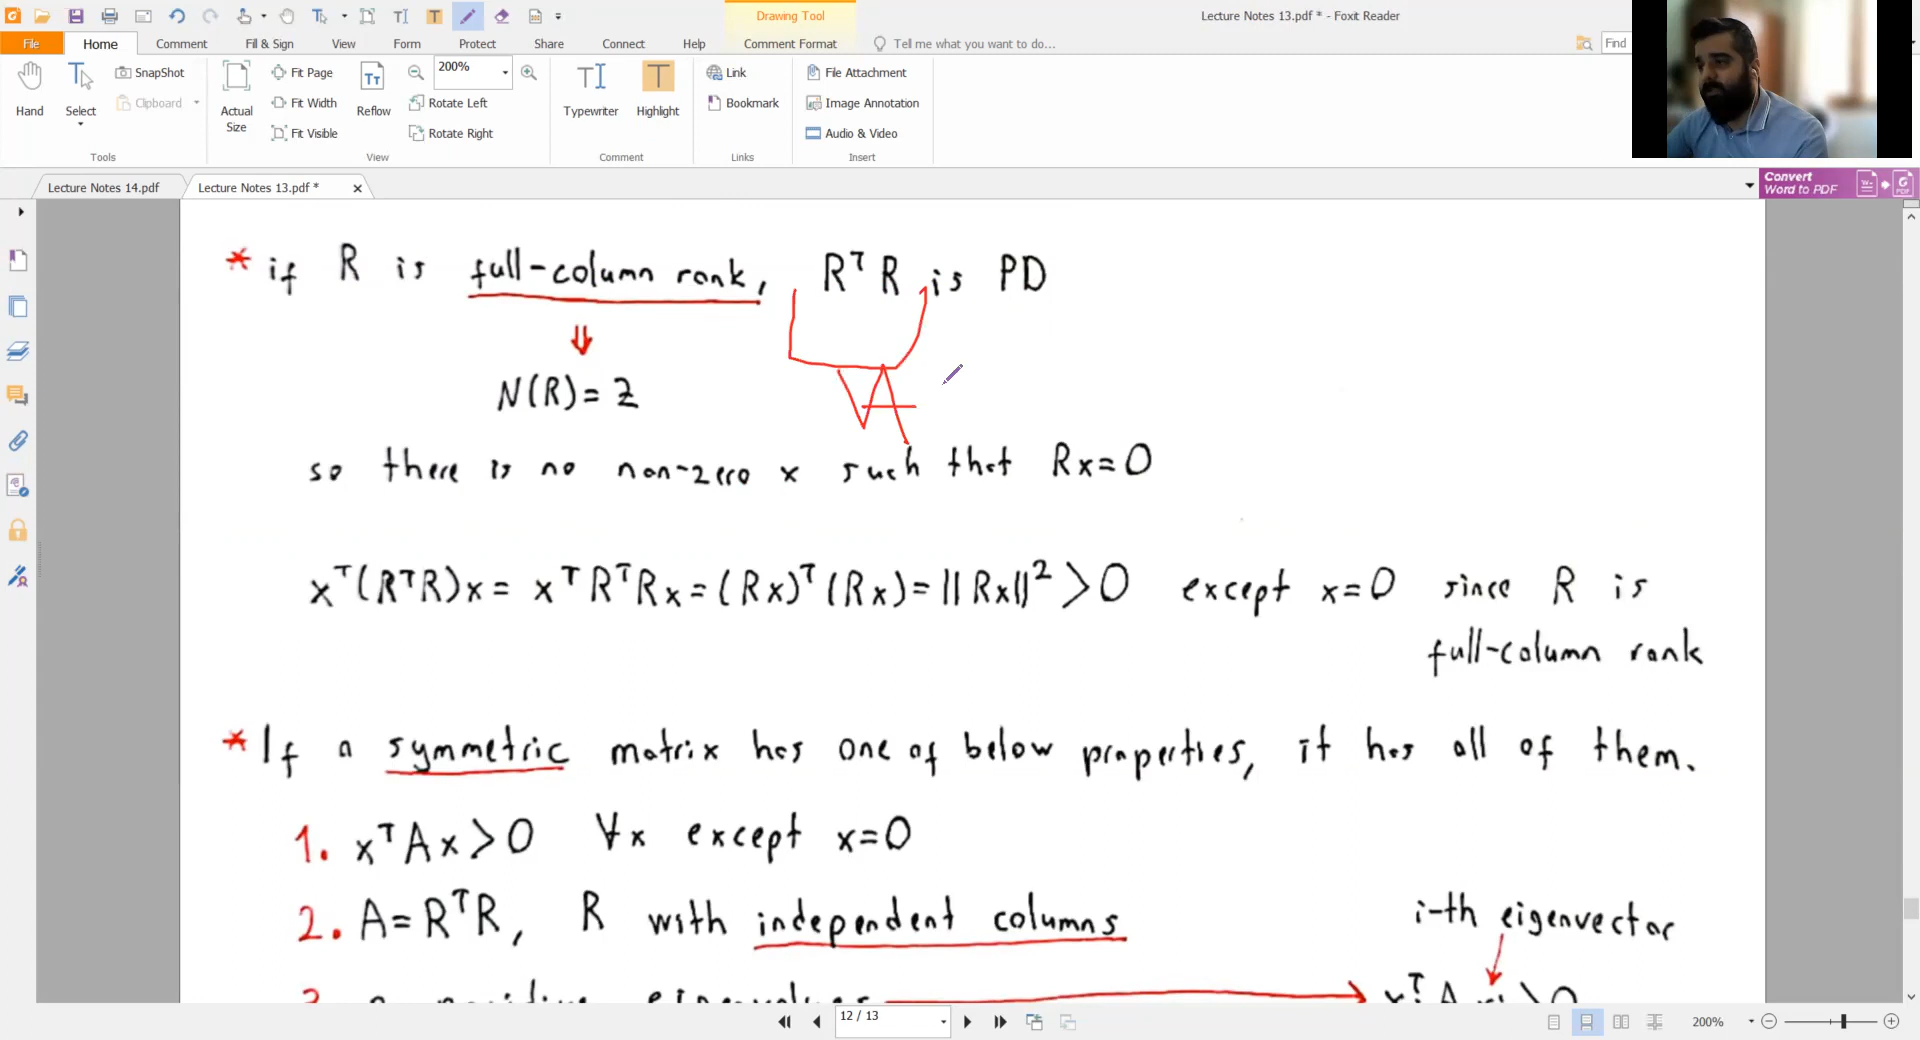 Drawing Tool
Lecture Notes 13.pdf * - Foxit Reader
File Home Comment Fill & Sign View Form Protect Share Connect Help Comment Format Tell me what you want to do... Find
Hand
Select
SnapShot
Clipboard
Tools
Actual Size
Fit Page
Fit Width
Fit Visible
Reflow
200%
Rotate Left
Rotate Right
View
Typewriter
Highlight
Comment
Link
Bookmark
Links
File Attachment
Image Annotation
Audio & Video
Insert
Lecture Notes 14.pdf Lecture Notes 13.pdf *
Convert
Word to PDF
* if R is full-column rank, RᵀR is PD
⇓
N(R)= Z
A
so there is no non-zero x such that Rx=0
xᵀ(RᵀR)x = xᵀRᵀRx = (Rx)ᵀ(Rx) = ||Rx||² > 0 except x=0 since R is
full-column rank
* If a symmetric matrix has one of below properties, it has all of them.
1. xᵀAx>0 ∀x except x=0
2. A=RᵀR, R with independent columns
i-th eigenvector
12 / 13
200%